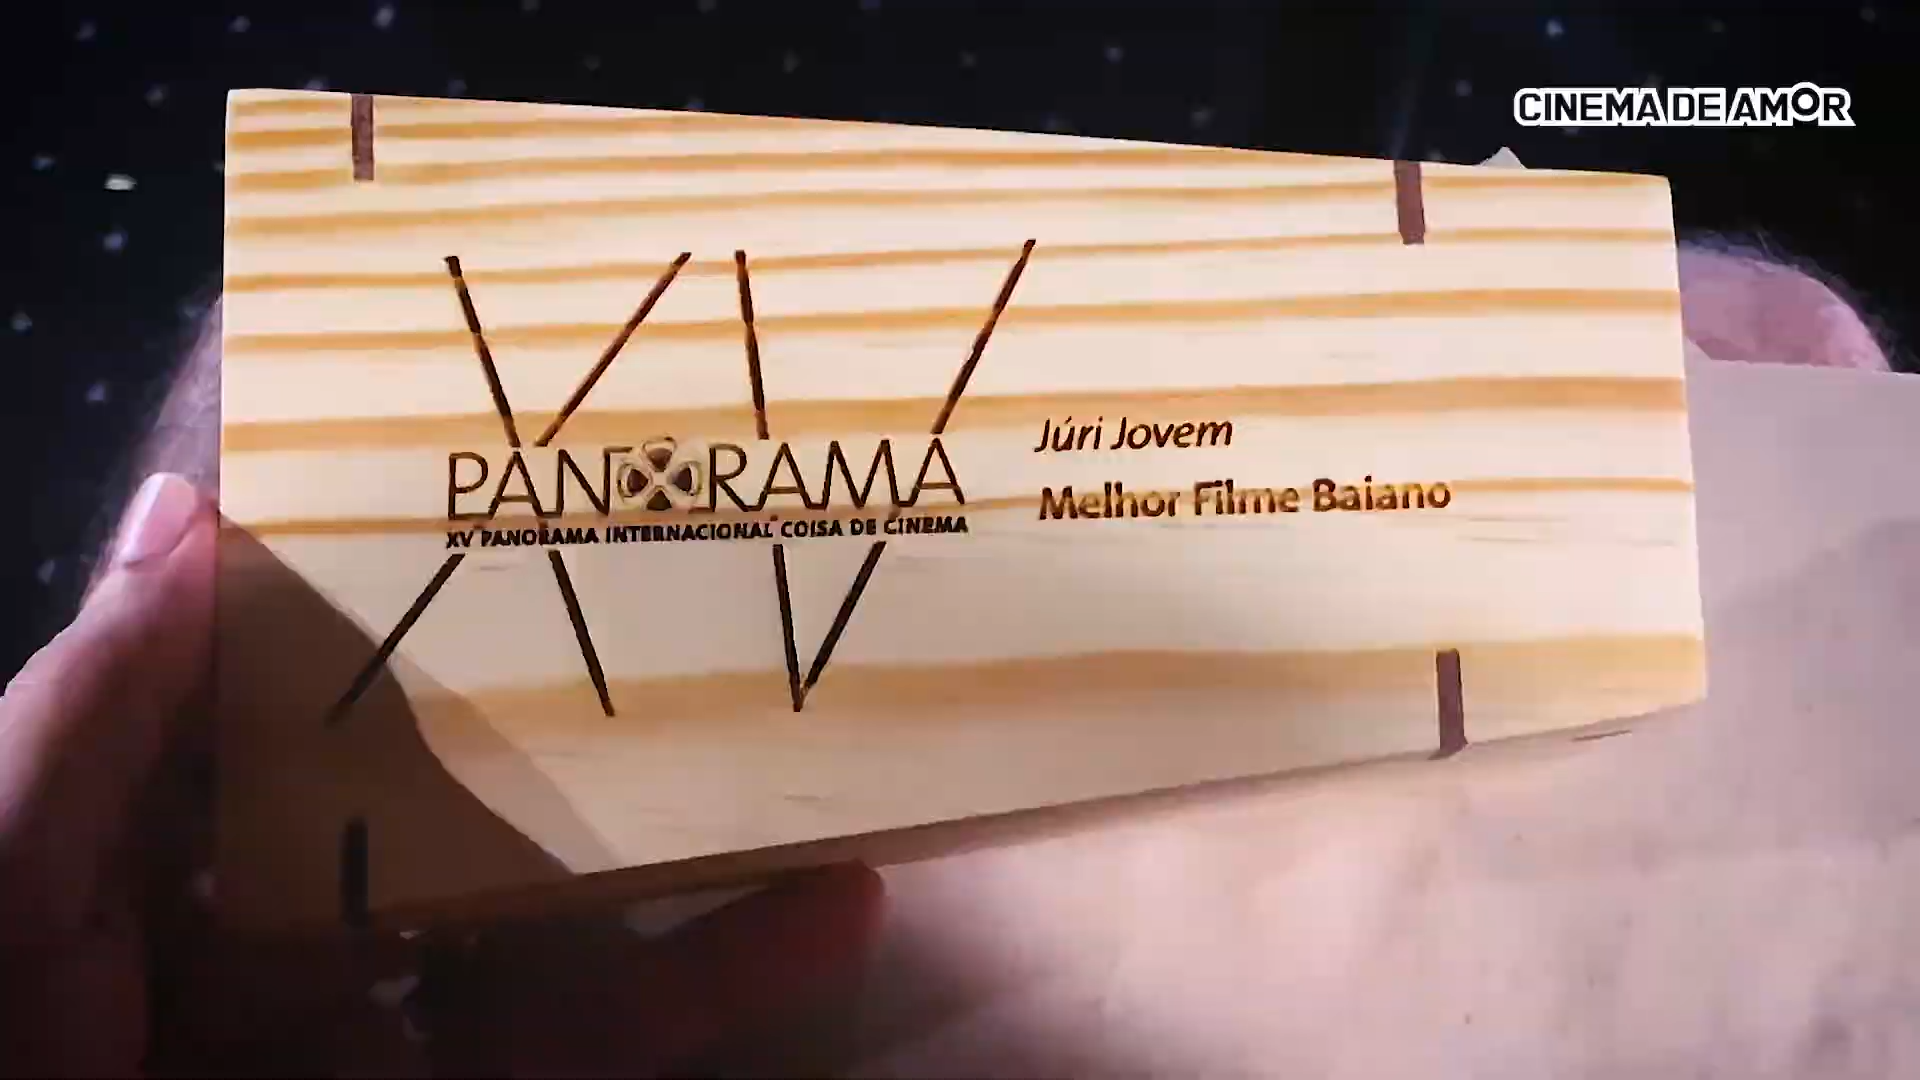 CINEMA DE AMOR
XV
PANORAMA
XV PANORAMA INTERNACIONAL COISA DE CINEMA
Júri Jovem
Melhor Filme Baiano